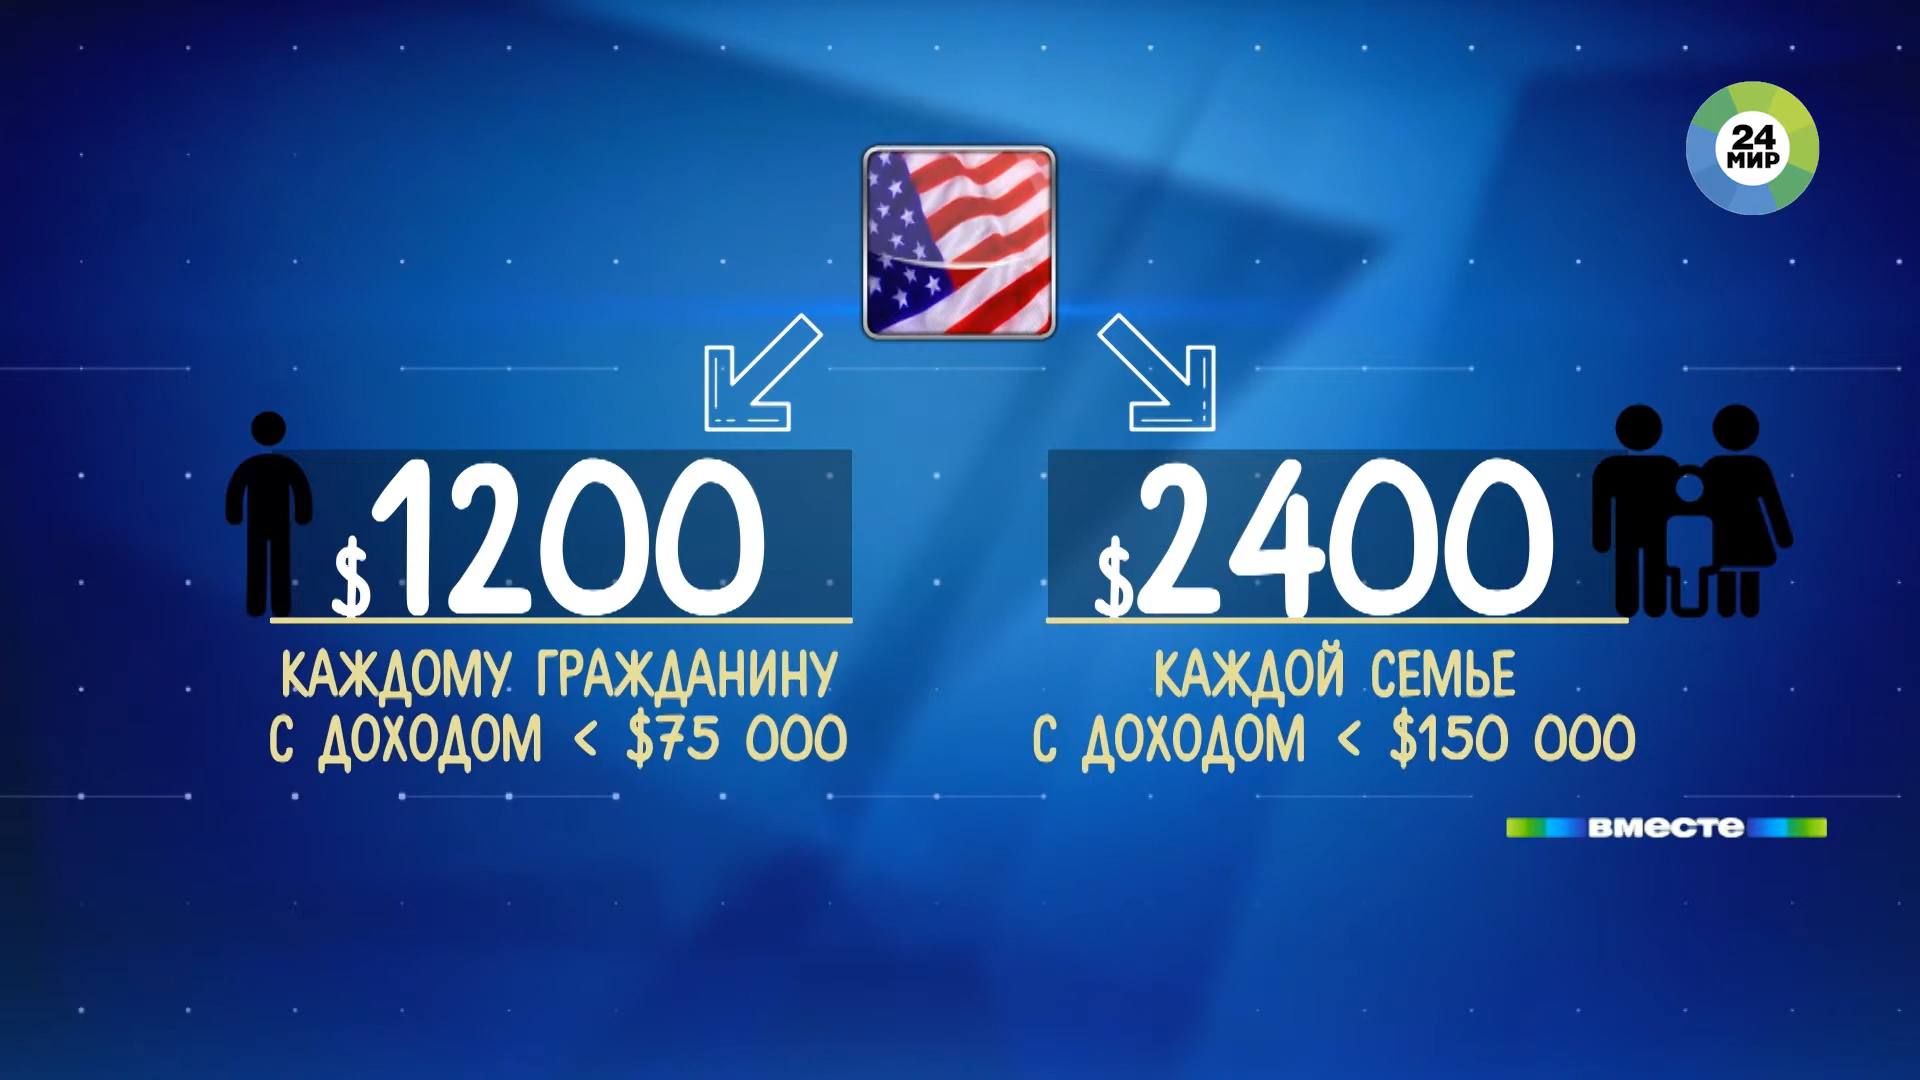 24
МИР
$1200
КАЖДОМУ ГРАЖДАНИНУ
С ДОХОДОМ < $75 000
$2400
КАЖДОЙ СЕМЬЕ
С ДОХОДОМ < $150 000
ВМЕСТЕ